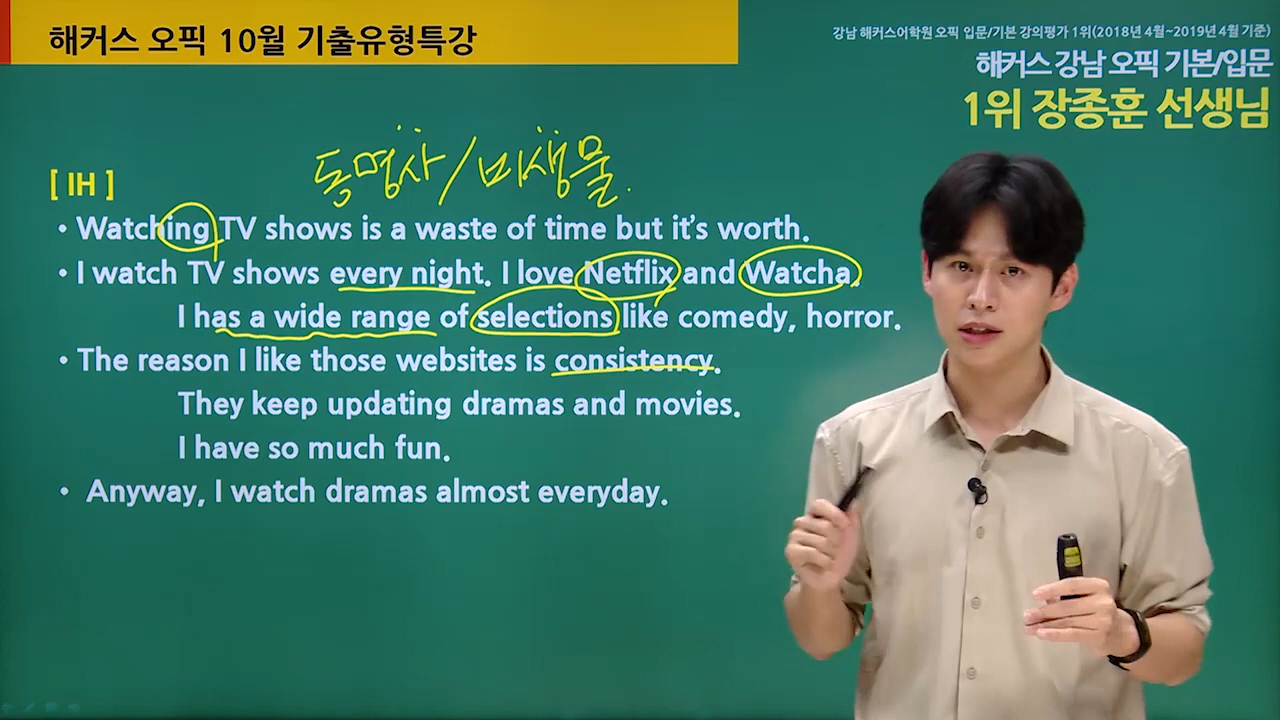 해커스 오픽 10월 기출유형특강
강남 해커스어학원 오픽 입문/기본 강의평가 1위(2018년 4월~2019년 4월 기준)
해커스 강남 오픽 기본/입문
1위 장종훈 선생님
동명사/비생물.
[ IH ]
• Watching TV shows is a waste of time but it's worth.
• I watch TV shows every night. I love Netflix and Watcha.
I has a wide range of selections like comedy, horror.
• The reason I like those websites is consistency.
They keep updating dramas and movies.
I have so much fun.
• Anyway, I watch dramas almost everyday.